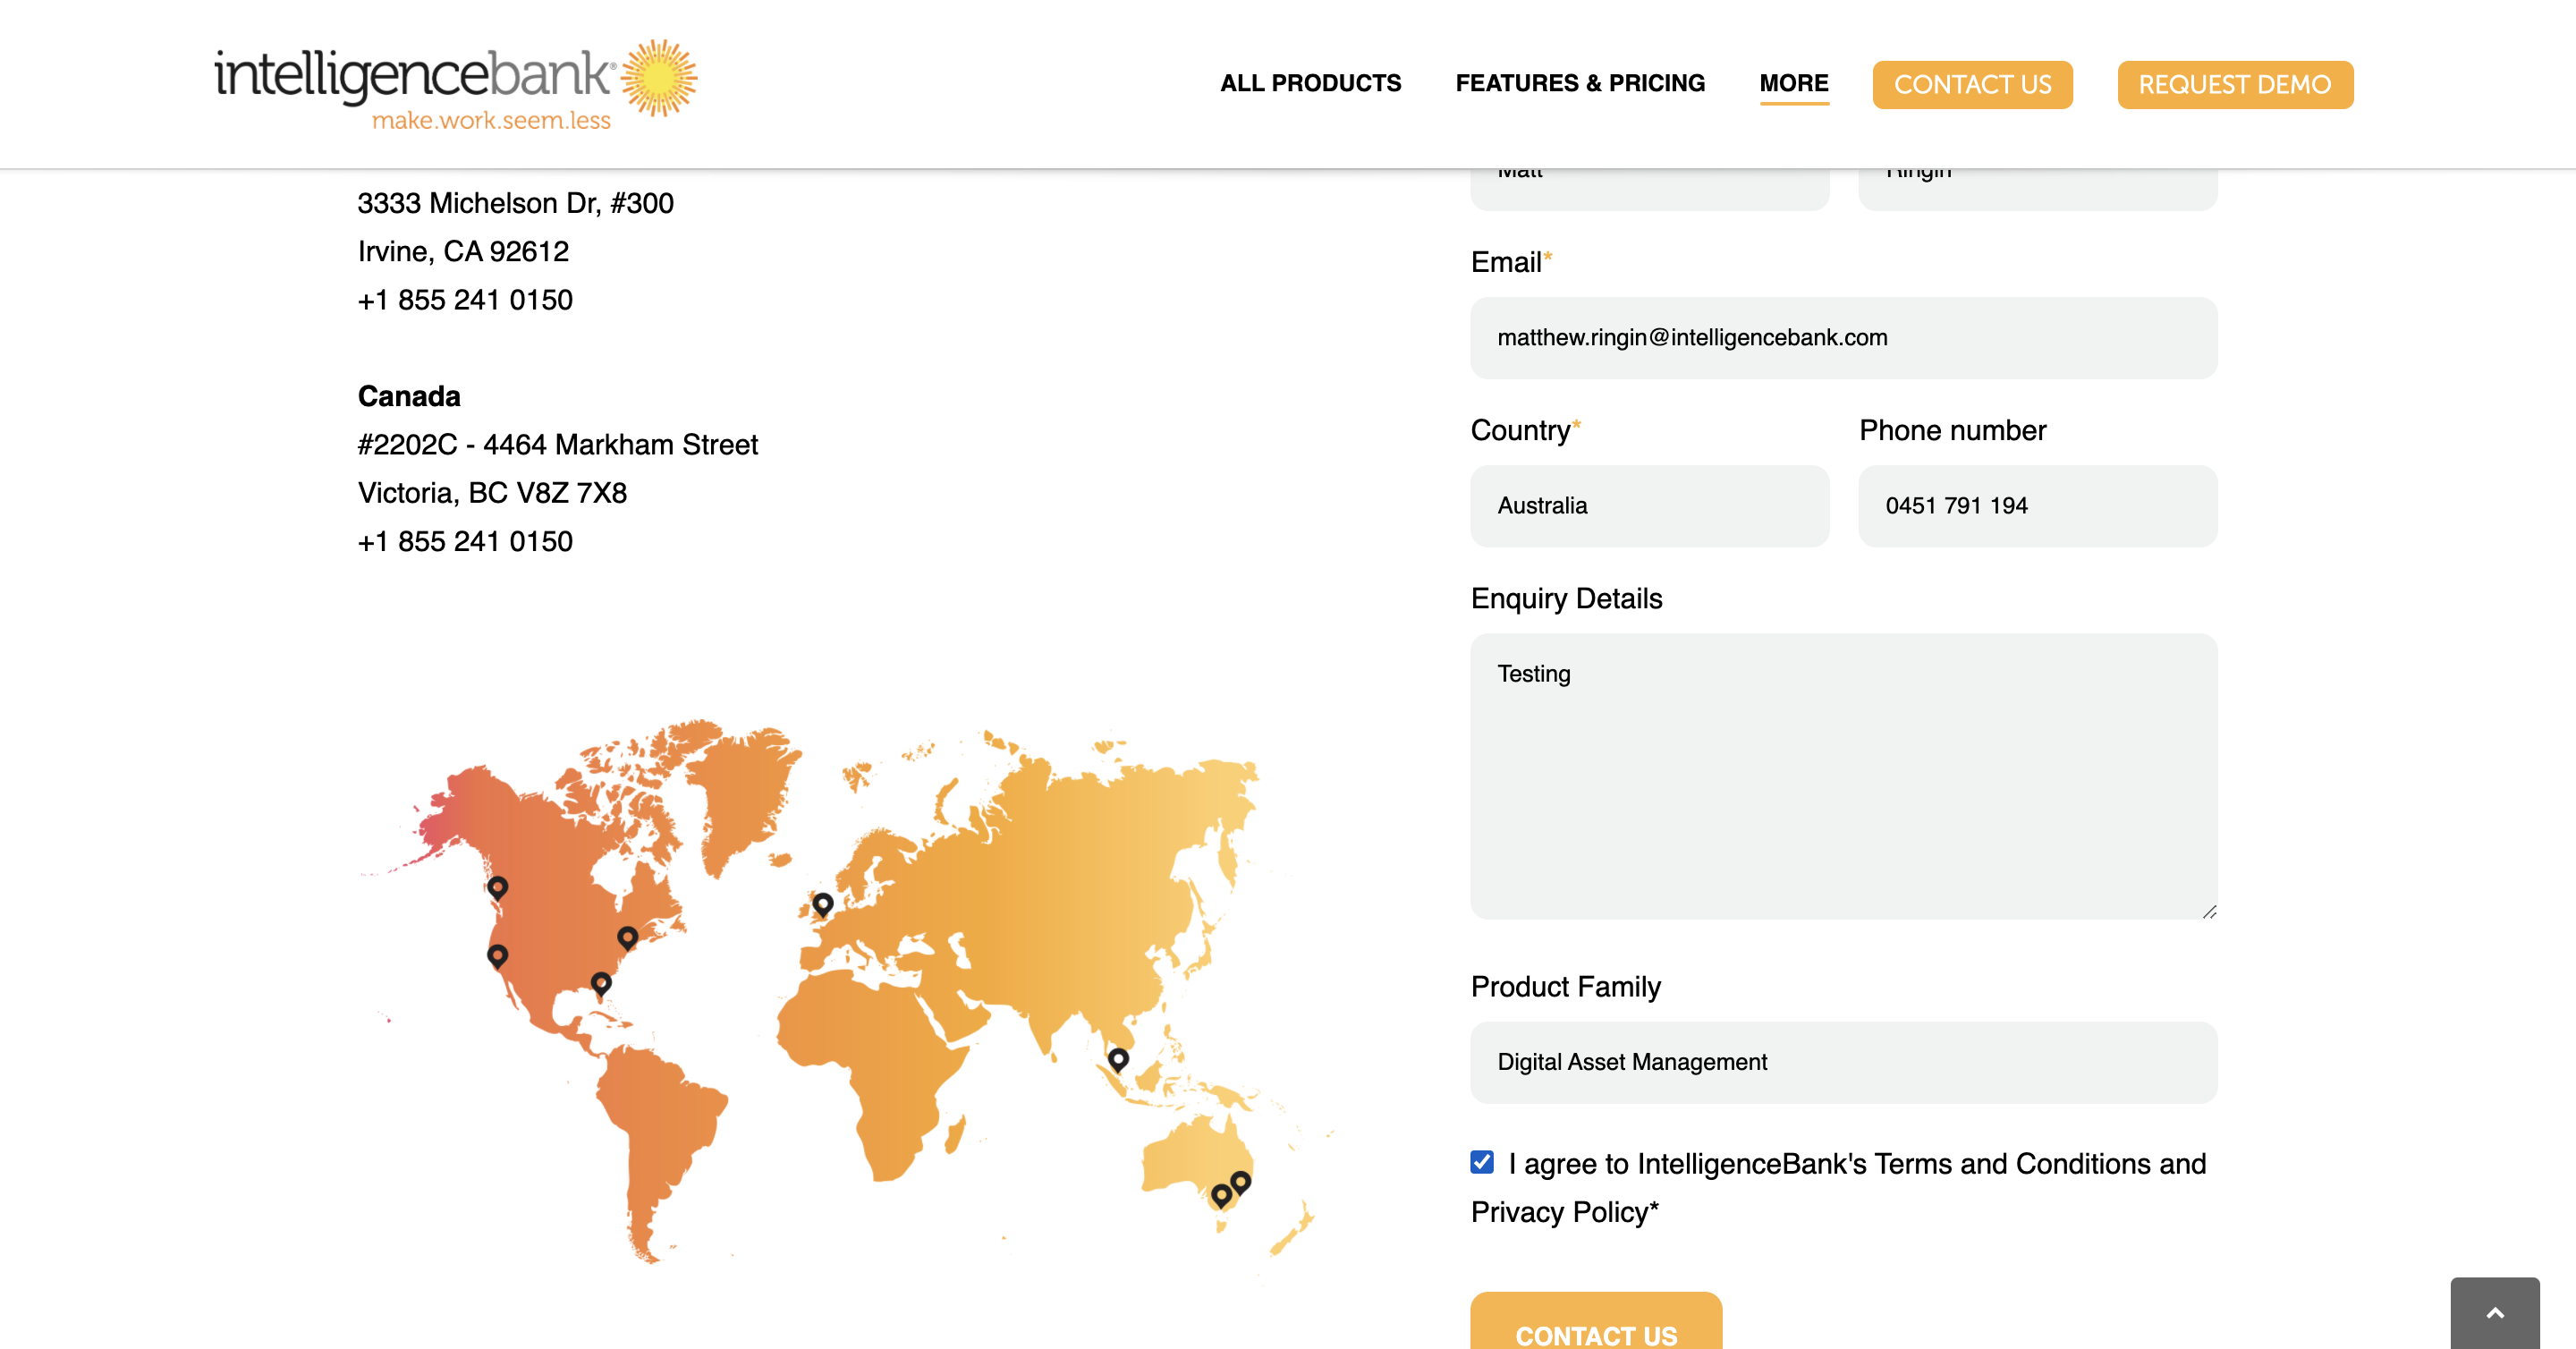 intelligencebank®
make.work.seem.less
ALL PRODUCTS
FEATURES & PRICING
MORE
CONTACT US
REQUEST DEMO
3333 Michelson Dr, #300
Irvine, CA 92612
+1 855 241 0150
Canada
#2202C - 4464 Markham Street
Victoria, BC V8Z 7X8
+1 855 241 0150
Matt
Ringin
Email*
matthew.ringin@intelligencebank.com
Country*
Phone number
Australia
0451 791 194
Enquiry Details
Testing
Product Family
Digital Asset Management
I agree to IntelligenceBank's Terms and Conditions and
Privacy Policy*
CONTACT US